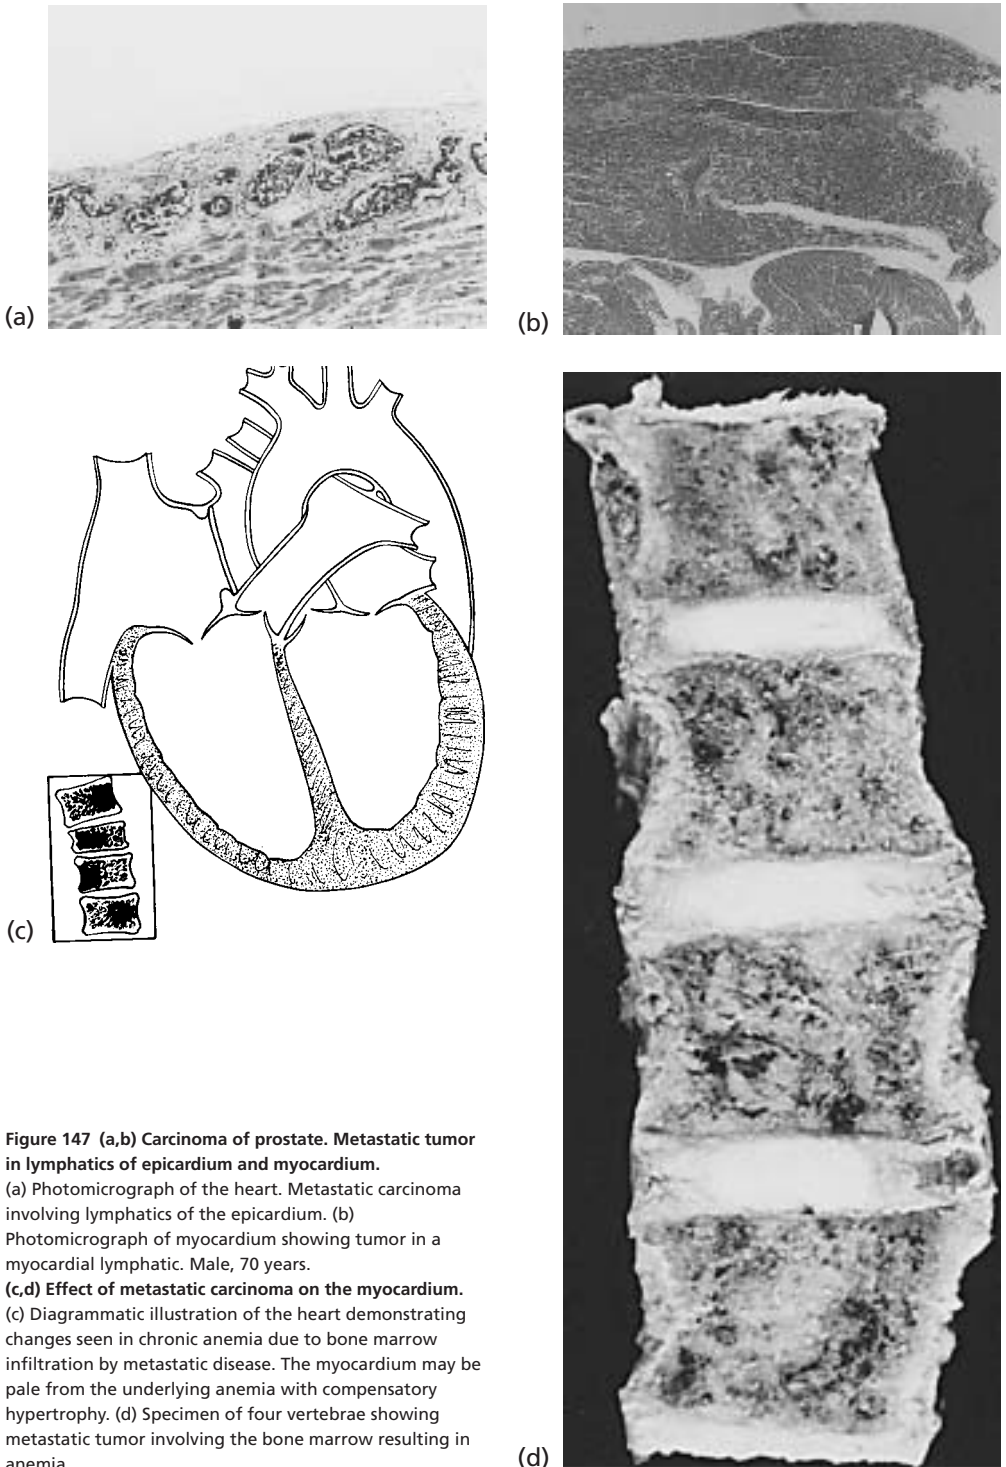 (a)
(b)
(c)
(d)
Figure 147 (a,b) Carcinoma of prostate. Metastatic tumor
in lymphatics of epicardium and myocardium.
(a) Photomicrograph of the heart. Metastatic carcinoma
involving lymphatics of the epicardium. (b)
Photomicrograph of myocardium showing tumor in a
myocardial lymphatic. Male, 70 years.
(c,d) Effect of metastatic carcinoma on the myocardium.
(c) Diagrammatic illustration of the heart demonstrating
changes seen in chronic anemia due to bone marrow
infiltration by metastatic disease. The myocardium may be
pale from the underlying anemia with compensatory
hypertrophy. (d) Specimen of four vertebrae showing
metastatic tumor involving the bone marrow resulting in
anemia.